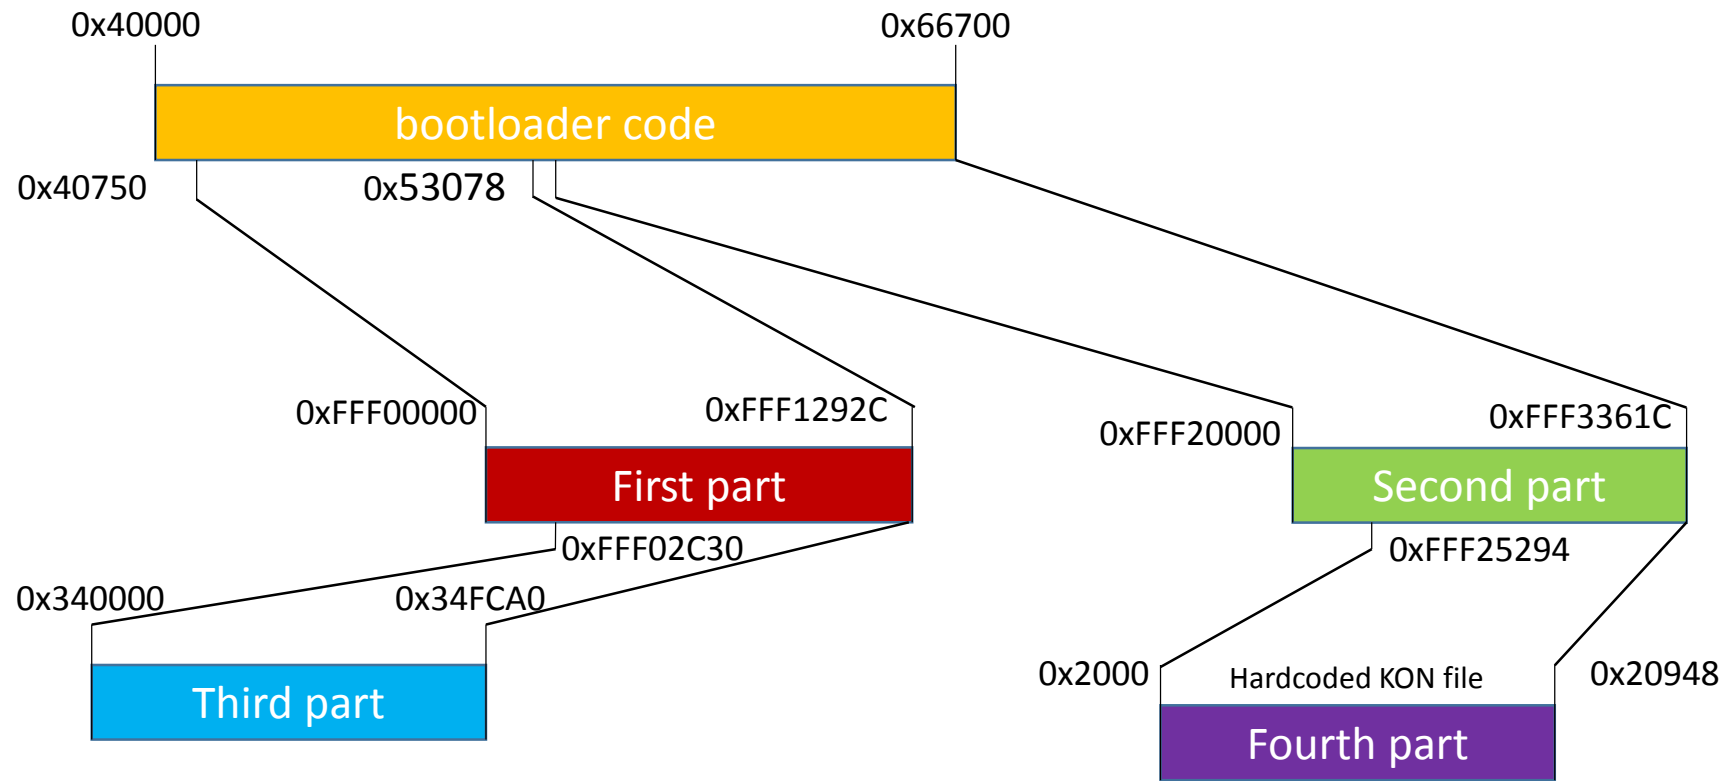 0x40000
0x66700
bootloader code
0x40750
0x53078
0xFFF00000
0xFFF1292C
0xFFF20000
0xFFF3361C
First part
Second part
0xFFF02C30
0xFFF25294
0x340000
0x34FCA0
0x2000
Hardcoded KON file
0x20948
Third part
Fourth part